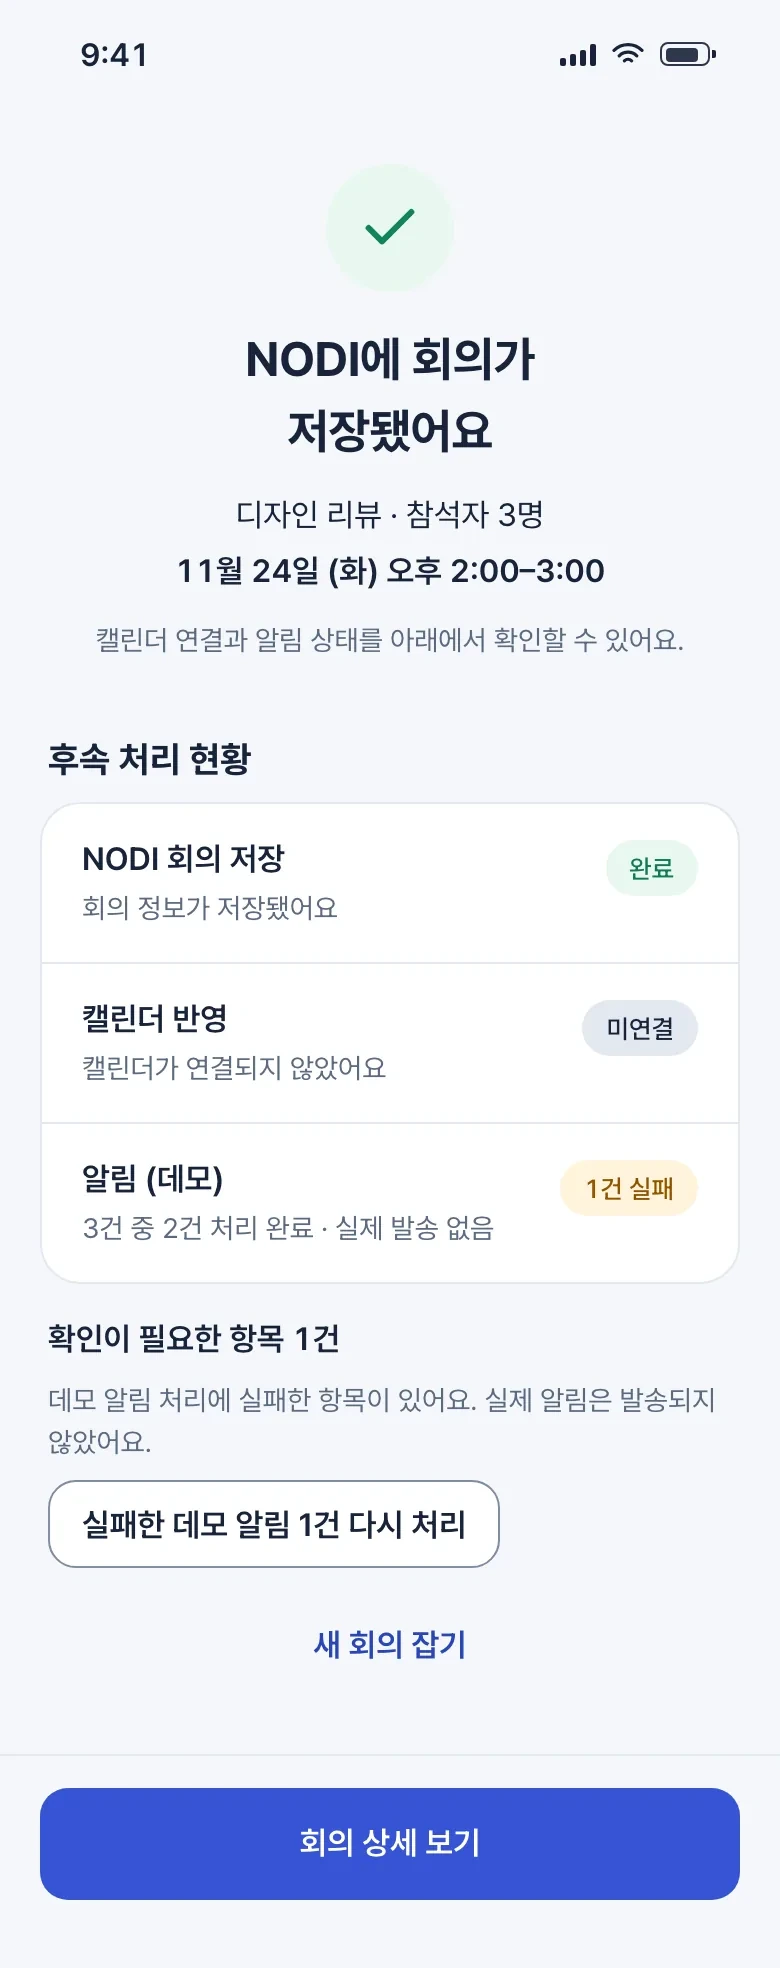 9:41
NODI에 회의가
저장됐어요
디자인 리뷰 · 참석자 3명
11월 24일 (화) 오후 2:00–3:00
캘린더 연결과 알림 상태를 아래에서 확인할 수 있어요.
후속 처리 현황
NODI 회의 저장
완료
회의 정보가 저장됐어요
캘린더 반영
미연결
캘린더가 연결되지 않았어요
알림 (데모)
1건 실패
3건 중 2건 처리 완료 · 실제 발송 없음
확인이 필요한 항목 1건
데모 알림 처리에 실패한 항목이 있어요. 실제 알림은 발송되지
않았어요.
실패한 데모 알림 1건 다시 처리
새 회의 잡기
회의 상세 보기